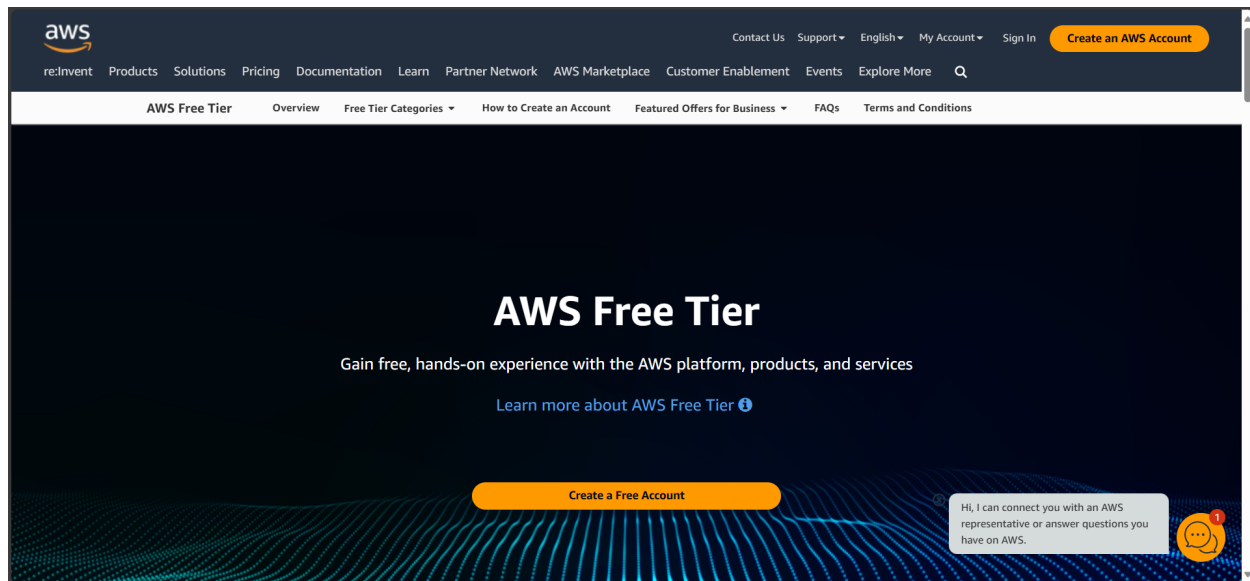 aws
Contact Us Support English My Account Sign In Create an AWS Account
re:Invent Products Solutions Pricing Documentation Learn Partner Network AWS Marketplace Customer Enablement Events Explore More
AWS Free Tier Overview Free Tier Categories How to Create an Account Featured Offers for Business FAQs Terms and Conditions
AWS Free Tier
Gain free, hands-on experience with the AWS platform, products, and services
Learn more about AWS Free Tier
Create a Free Account
Hi, I can connect you with an AWS
representative or answer questions you
have on AWS.
1